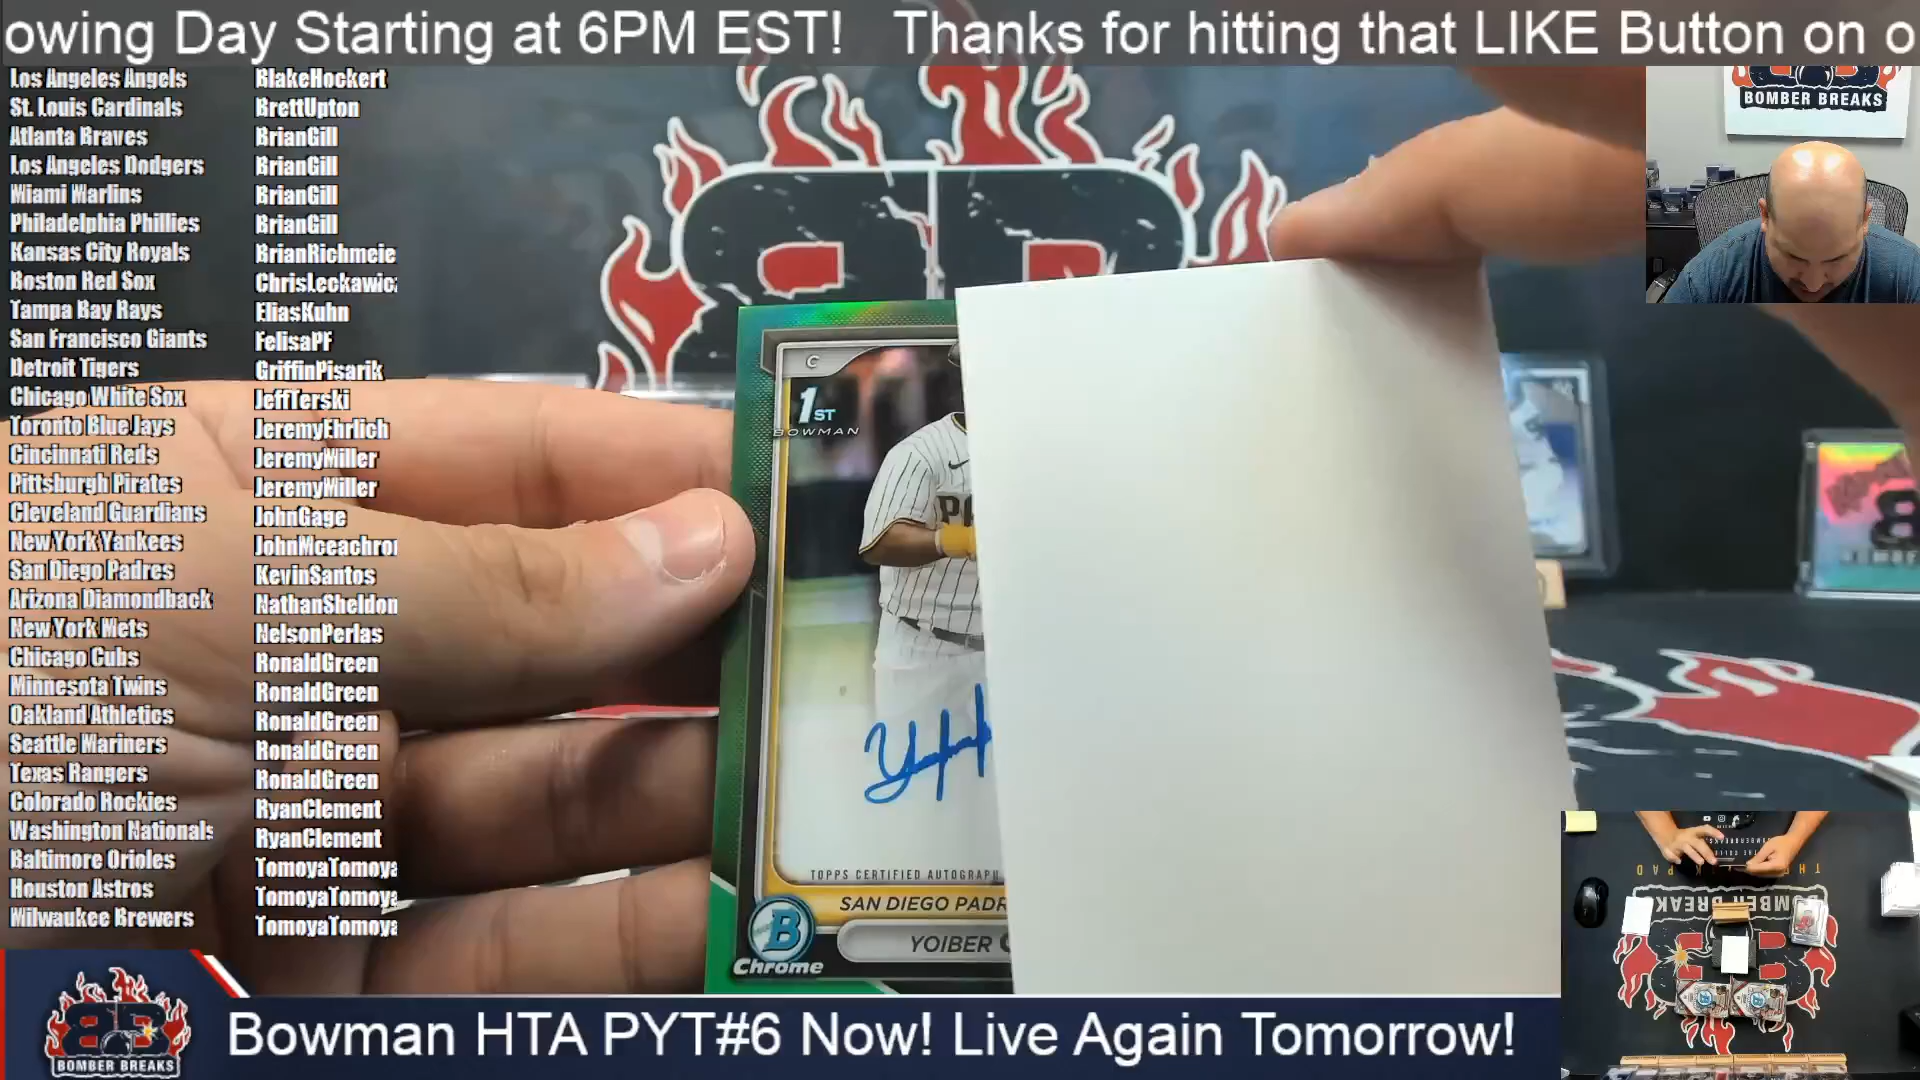 owing Day Starting at 6PM EST! Thanks for hitting that LIKE Button on o
Los Angeles Angels BlakeHockert
St. Louis Cardinals BrettUpton
Atlanta Braves BrianGill
Los Angeles Dodgers BrianGill
Miami Marlins BrianGill
Philadelphia Phillies BrianGill
Kansas City Royals BrianRichmeie
Boston Red Sox ChrisLeckawicz
Tampa Bay Rays EliasKuhn
San Francisco Giants FelisaPF
Detroit Tigers GriffinPisarik
Chicago White Sox JeffTerski
Toronto Blue Jays JeremyEhrlich
Cincinnati Reds JeremyMiller
Pittsburgh Pirates JeremyMiller
Cleveland Guardians JohnGage
New York Yankees JohnMceachron
San Diego Padres KevinSantos
Arizona Diamondback NathanSheldon
New York Mets NelsonPerlas
Chicago Cubs RonaldGreen
Minnesota Twins RonaldGreen
Oakland Athletics RonaldGreen
Seattle Mariners RonaldGreen
Texas Rangers RonaldGreen
Colorado Rockies RyanClement
Washington Nationals RyanClement
Baltimore Orioles TomoyaTomoya
Houston Astros TomoyaTomoya
Milwaukee Brewers TomoyaTomoya
BOMBER BREAKS
C
1ST
BOWMAN
PA
TOPPS CERTIFIED AUTOGRAPH
SAN DIEGO PADR
YOIBER
B
Chrome
BOMBER BREAKS
Bowman HTA PYT#6 Now! Live Again Tomorrow!